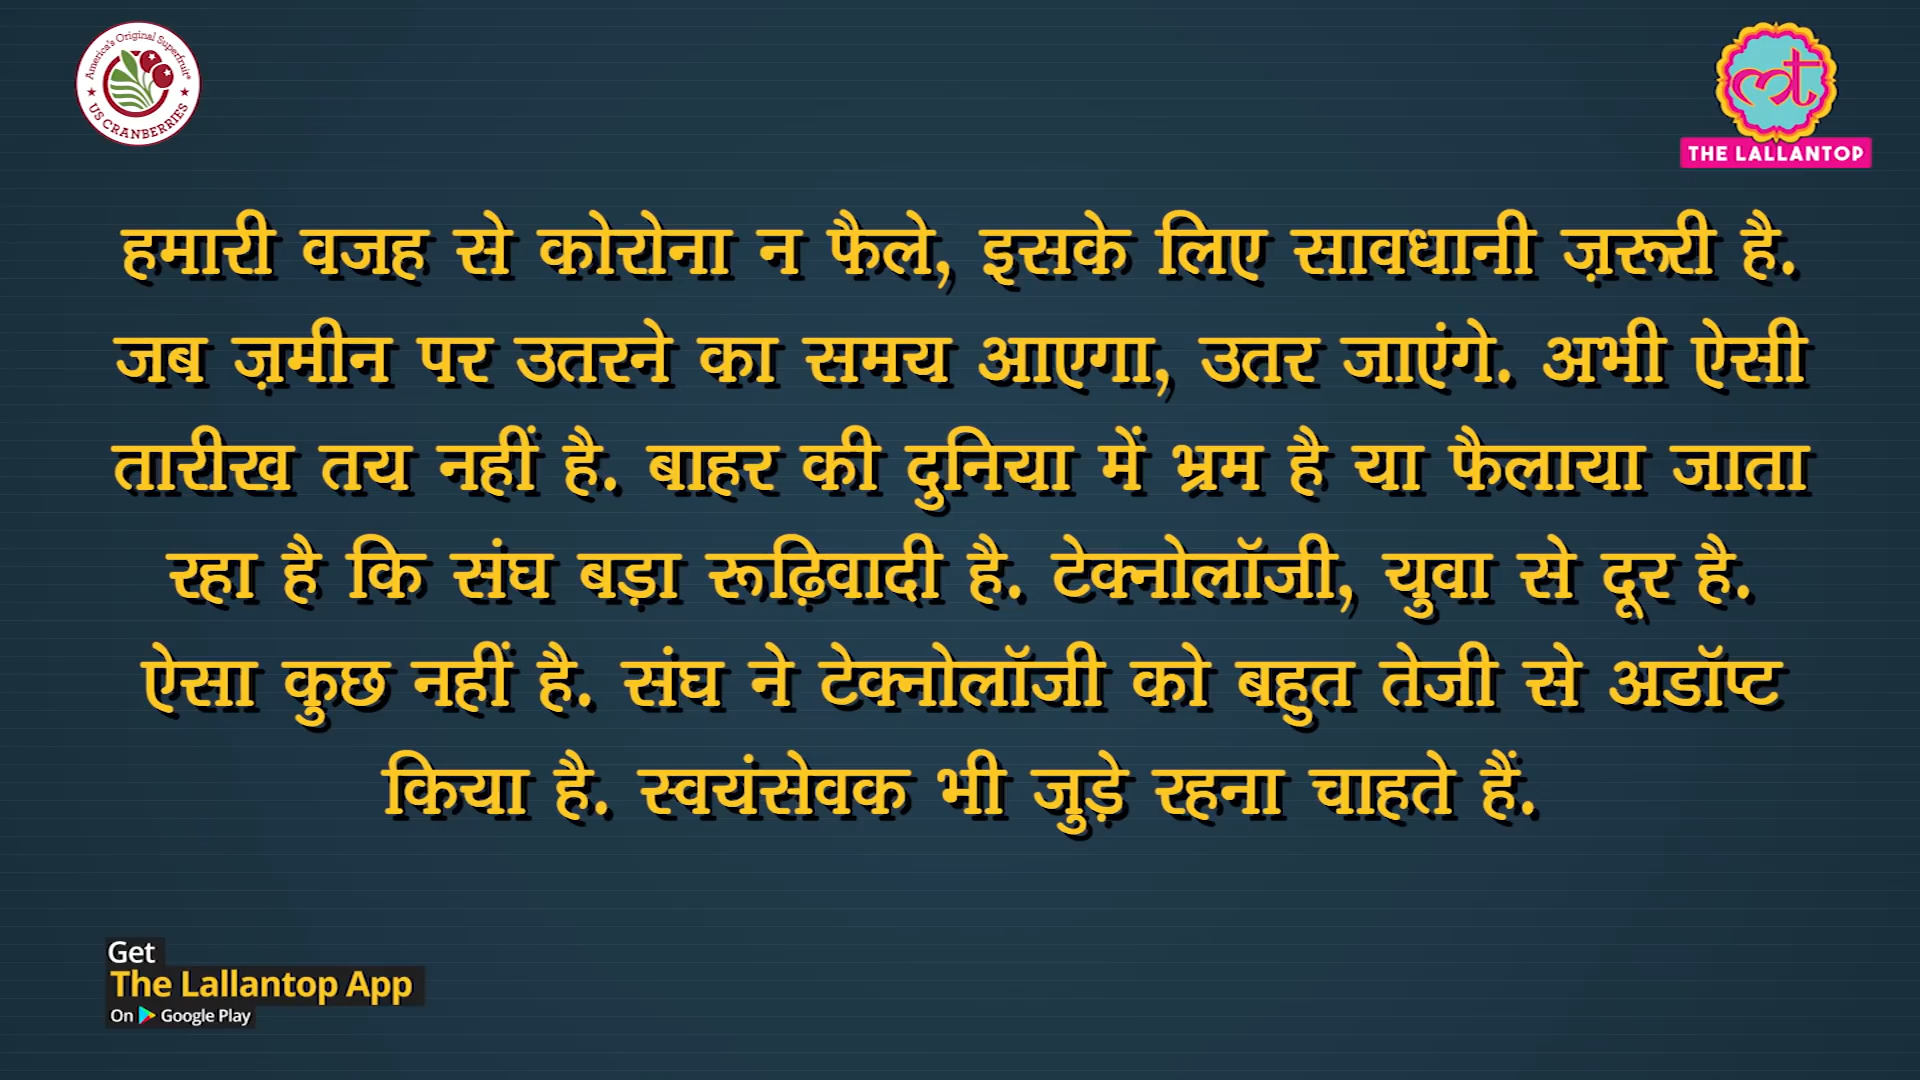 America's Original Superfruit®
★ US CRANBERRIES ★
THE LALLANTOP
हमारी वजह से कोरोना न फैले, इसके लिए सावधानी ज़रूरी है.
जब ज़मीन पर उतरने का समय आएगा, उतर जाएंगे. अभी ऐसी
तारीख तय नहीं है. बाहर की दुनिया में भ्रम है या फैलाया जाता
रहा है कि संघ बड़ा रूढ़िवादी है. टेक्नोलॉजी, युवा से दूर है.
ऐसा कुछ नहीं है. संघ ने टेक्नोलॉजी को बहुत तेजी से अडॉप्ट
किया है. स्वयंसेवक भी जुड़े रहना चाहते हैं.
Get
The Lallantop App
On Google Play